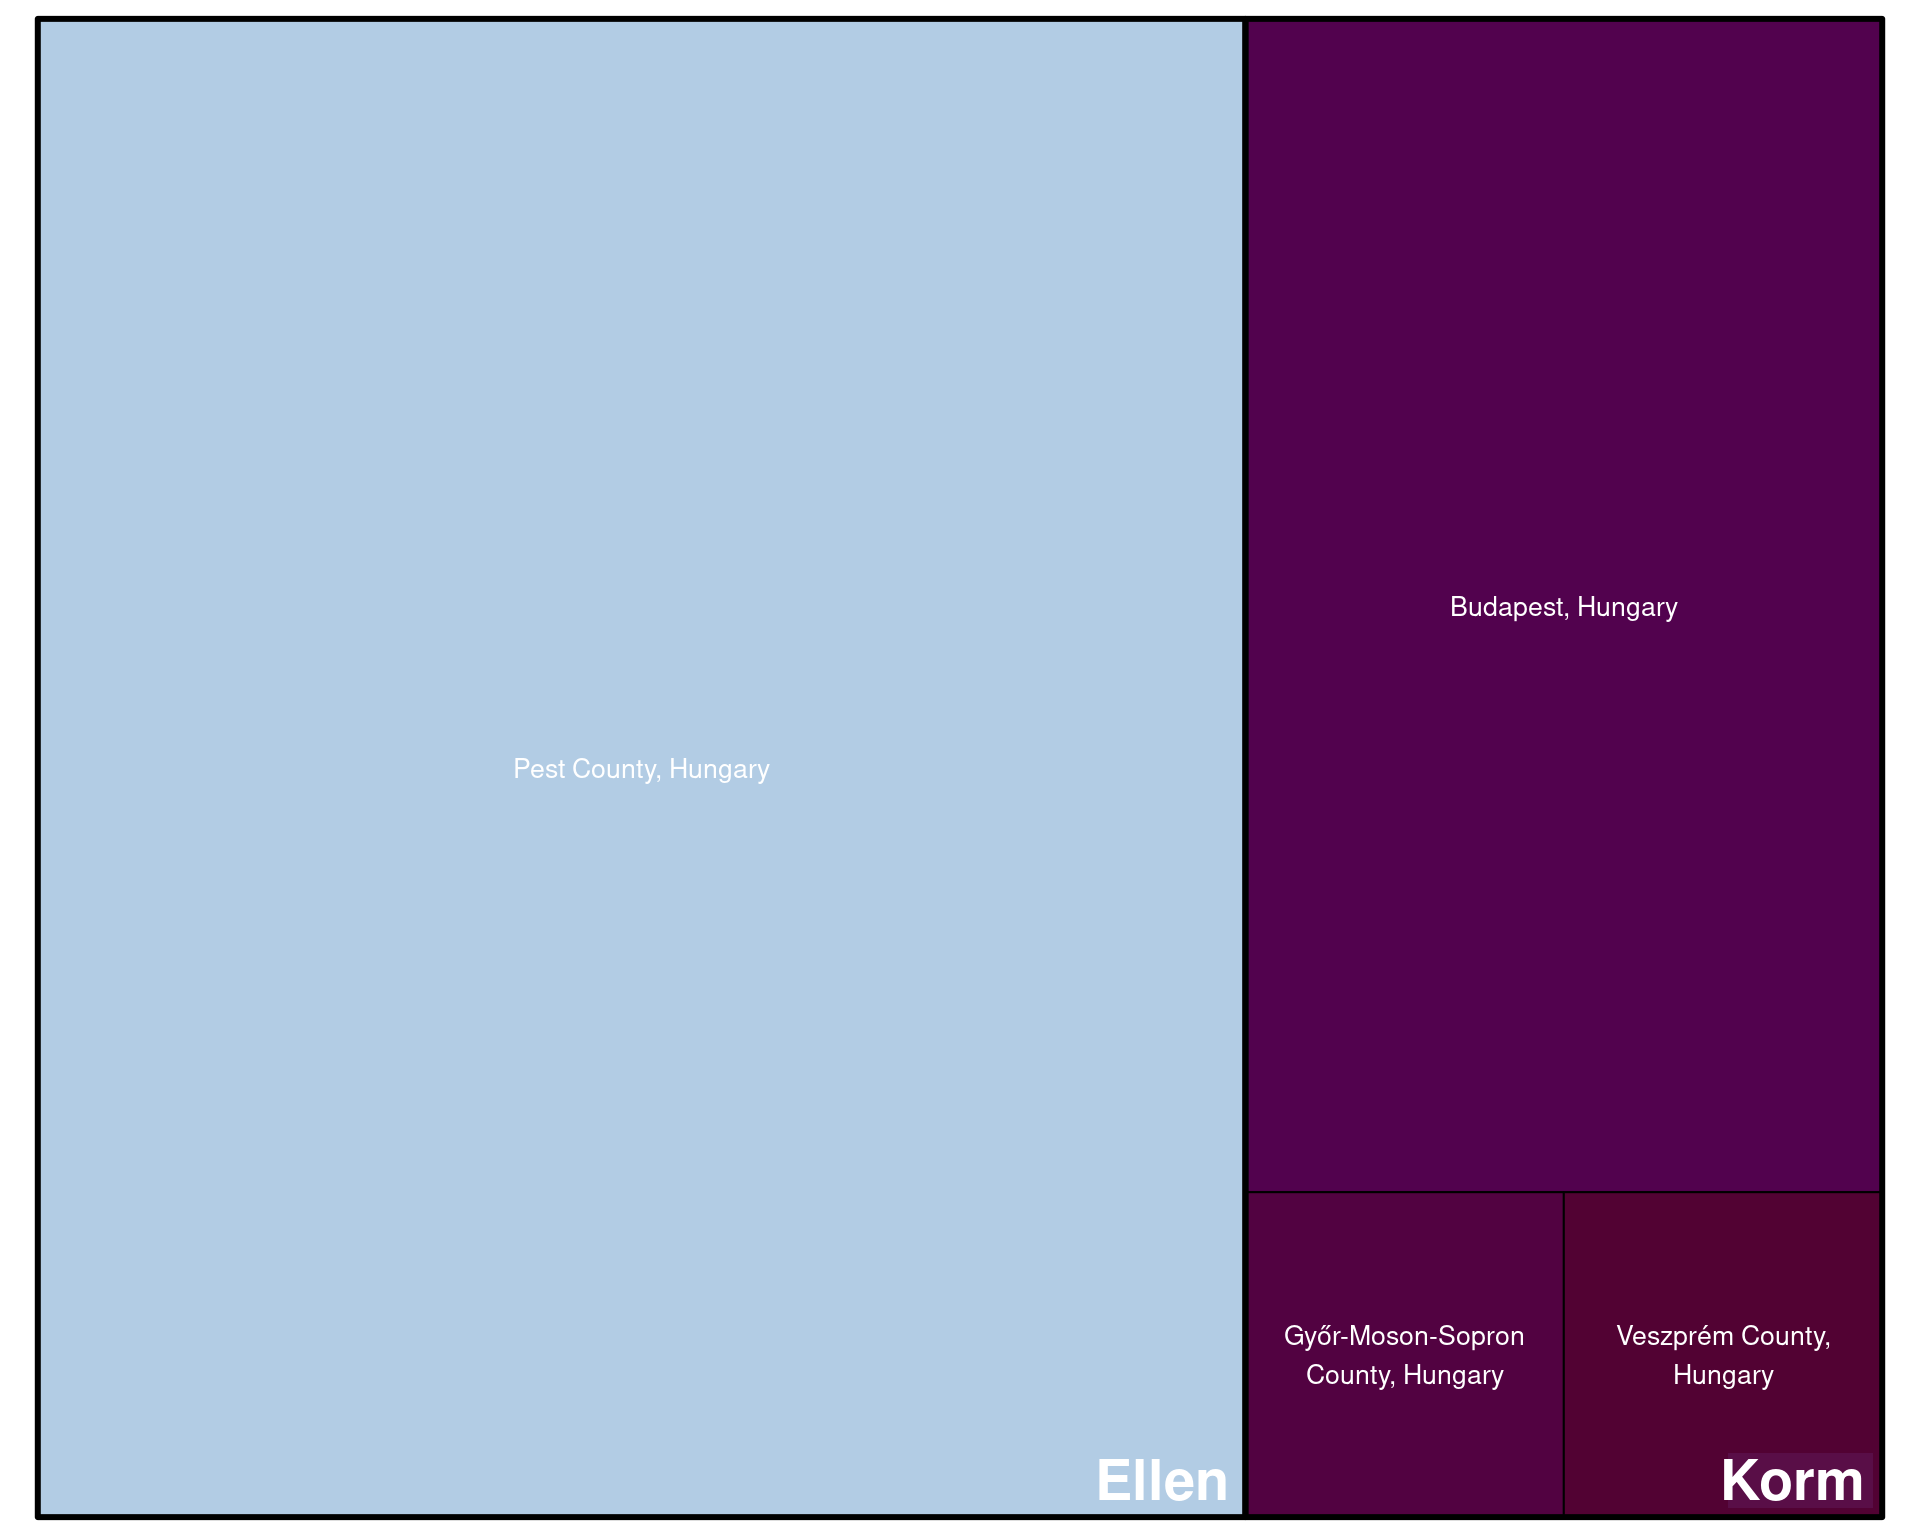 Pest County, Hungary
Ellen
Budapest, Hungary
Győr-Moson-Sopron
County, Hungary
Veszprém County,
Hungary
Korm